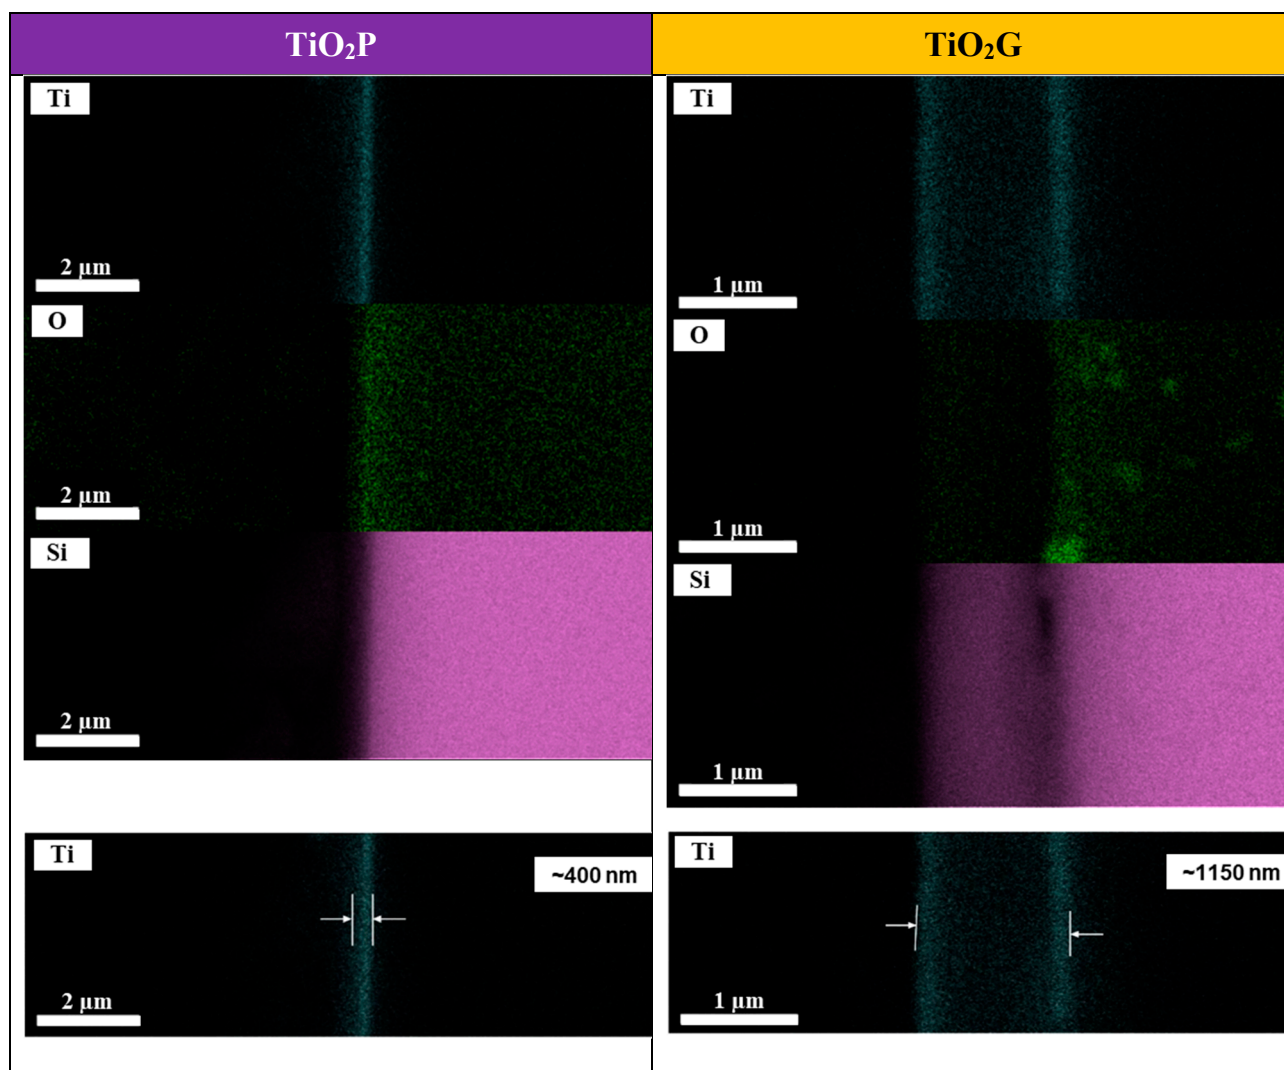 TiO₂P
Ti
2 µm
O
2 µm
Si
2 µm
Ti
~400 nm
2 µm
TiO₂G
Ti
1 µm
O
1 µm
Si
1 µm
Ti
~1150 nm
1 µm